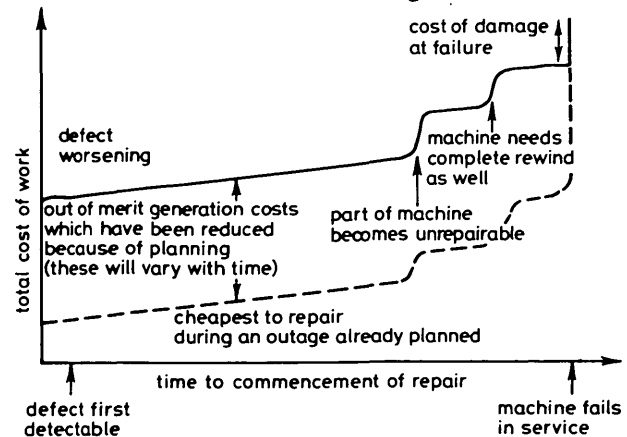 cost of damage
at failure
defect
worsening
machine needs
complete rewind
as well
out of merit generation costs
which have been reduced
because of planning
(these will vary with time)
part of machine
becomes unrepairable
total cost of work
cheapest to repair
during an outage already planned
time to commencement of repair
defect first
detectable
machine fails
in service